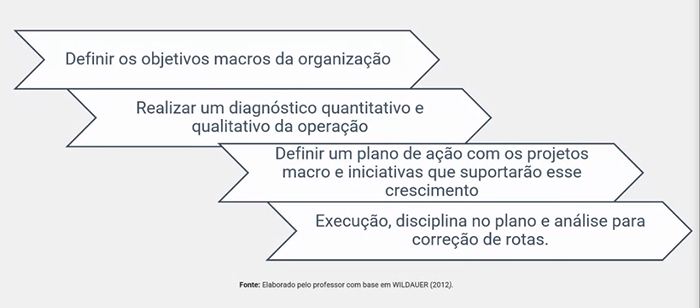 Definir os objetivos macros da organização
Realizar um diagnóstico quantitativo e
qualitativo da operação
Definir um plano de ação com os projetos
macro e iniciativas que suportarão esse
crescimento
Execução, disciplina no plano e análise para
correção de rotas.
Fonte: Elaborado pelo professor com base em WILDAUER (2012).